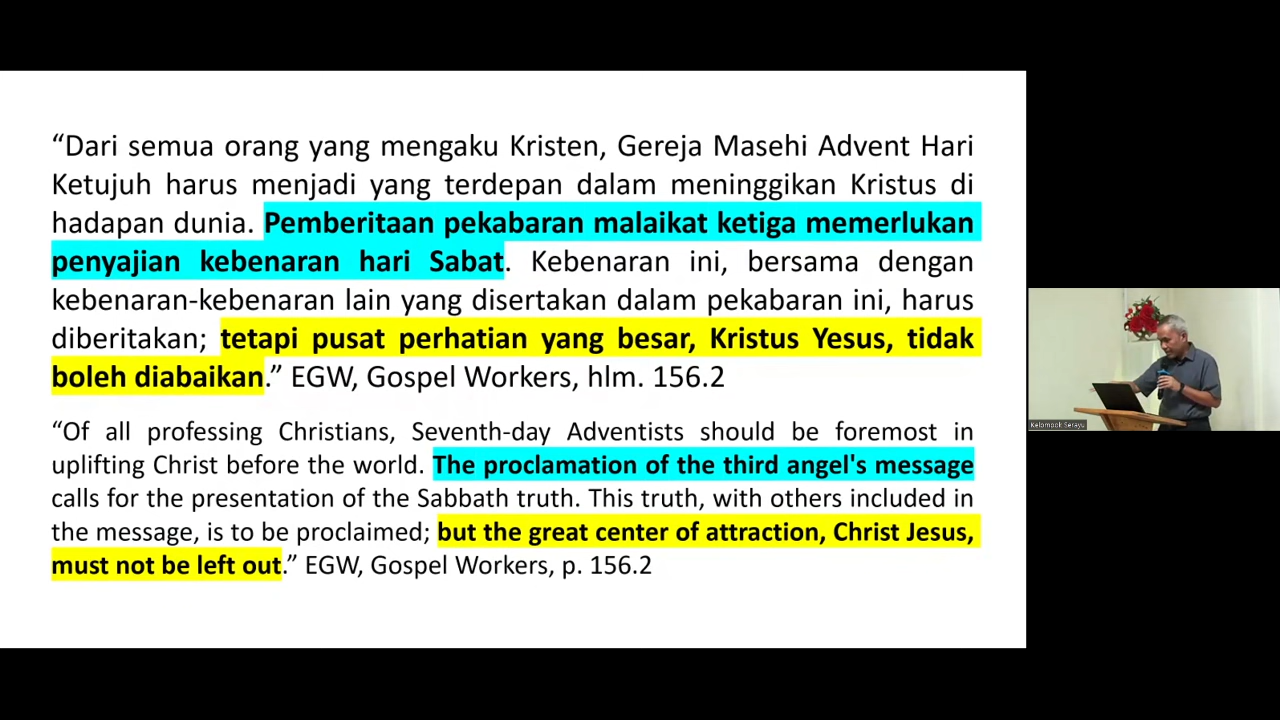 “Dari semua orang yang mengaku Kristen, Gereja Masehi Advent Hari
Ketujuh harus menjadi yang terdepan dalam meninggikan Kristus di
hadapan dunia. Pemberitaan pekabaran malaikat ketiga memerlukan
penyajian kebenaran hari Sabat. Kebenaran ini, bersama dengan
kebenaran-kebenaran lain yang disertakan dalam pekabaran ini, harus
diberitakan; tetapi pusat perhatian yang besar, Kristus Yesus, tidak
boleh diabaikan.” EGW, Gospel Workers, hlm. 156.2
“Of all professing Christians, Seventh-day Adventists should be foremost in
uplifting Christ before the world. The proclamation of the third angel's message
calls for the presentation of the Sabbath truth. This truth, with others included in
the message, is to be proclaimed; but the great center of attraction, Christ Jesus,
must not be left out.” EGW, Gospel Workers, p. 156.2
Kelompok Serayu